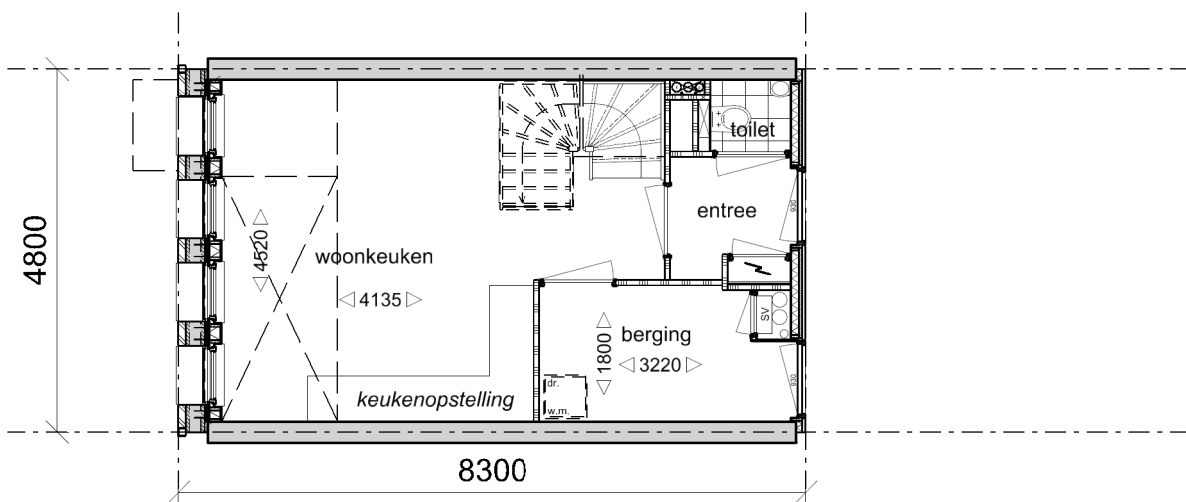 toilet
930
entree
4800
4520
woonkeuken
4135
SV
berging
1800
3220
930
dr.
keukenopstelling
w.m.
8300